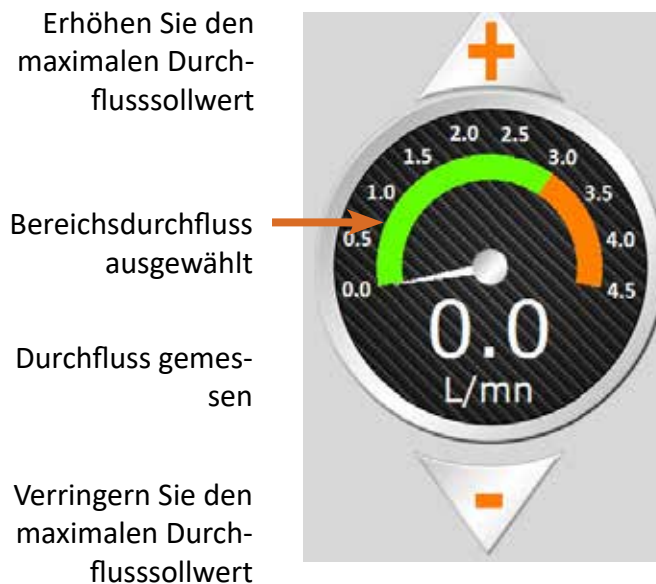 Erhöhen Sie den
maximalen Durch-
flusssollwert
+
2.0 2.5
1.5 3.0
1.0 3.5
Bereichsdurchfluss
ausgewählt
0.5 4.0
0.0 4.5
0.0
L/mn
Durchfluss gemes-
sen
-
Verringern Sie den
maximalen Durch-
flusssollwert